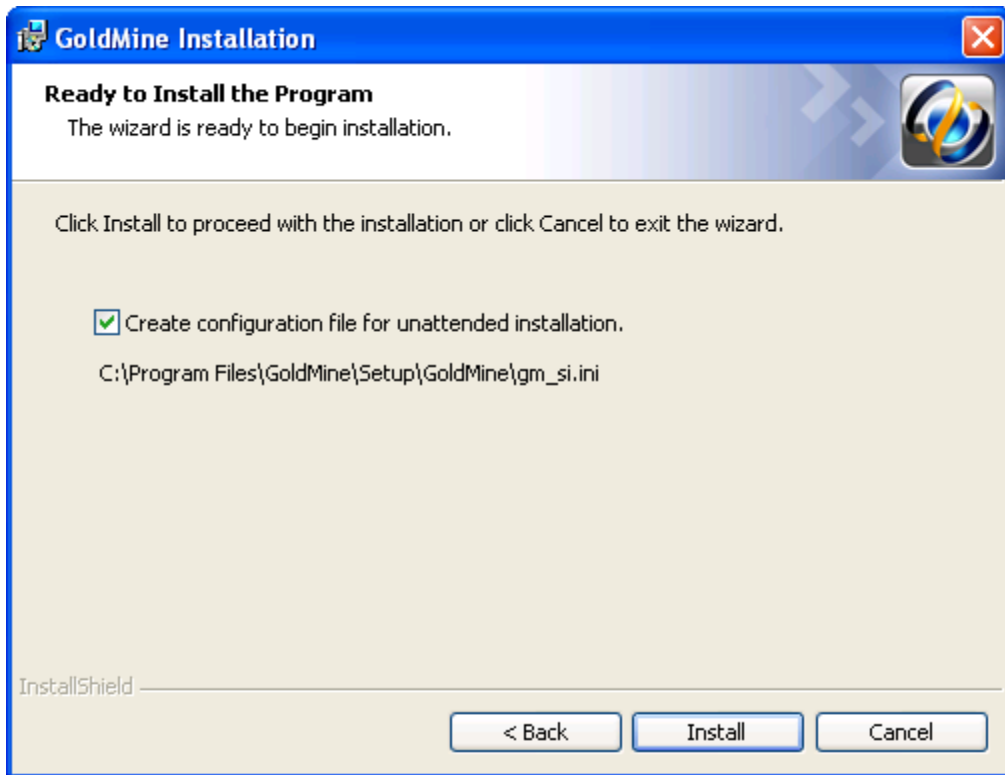 GoldMine Installation
Ready to Install the Program
The wizard is ready to begin installation.
Click Install to proceed with the installation or click Cancel to exit the wizard.
Create configuration file for unattended installation.
C:\Program Files\GoldMine\Setup\GoldMine\gm_si.ini
InstallShield
< Back
Install
Cancel